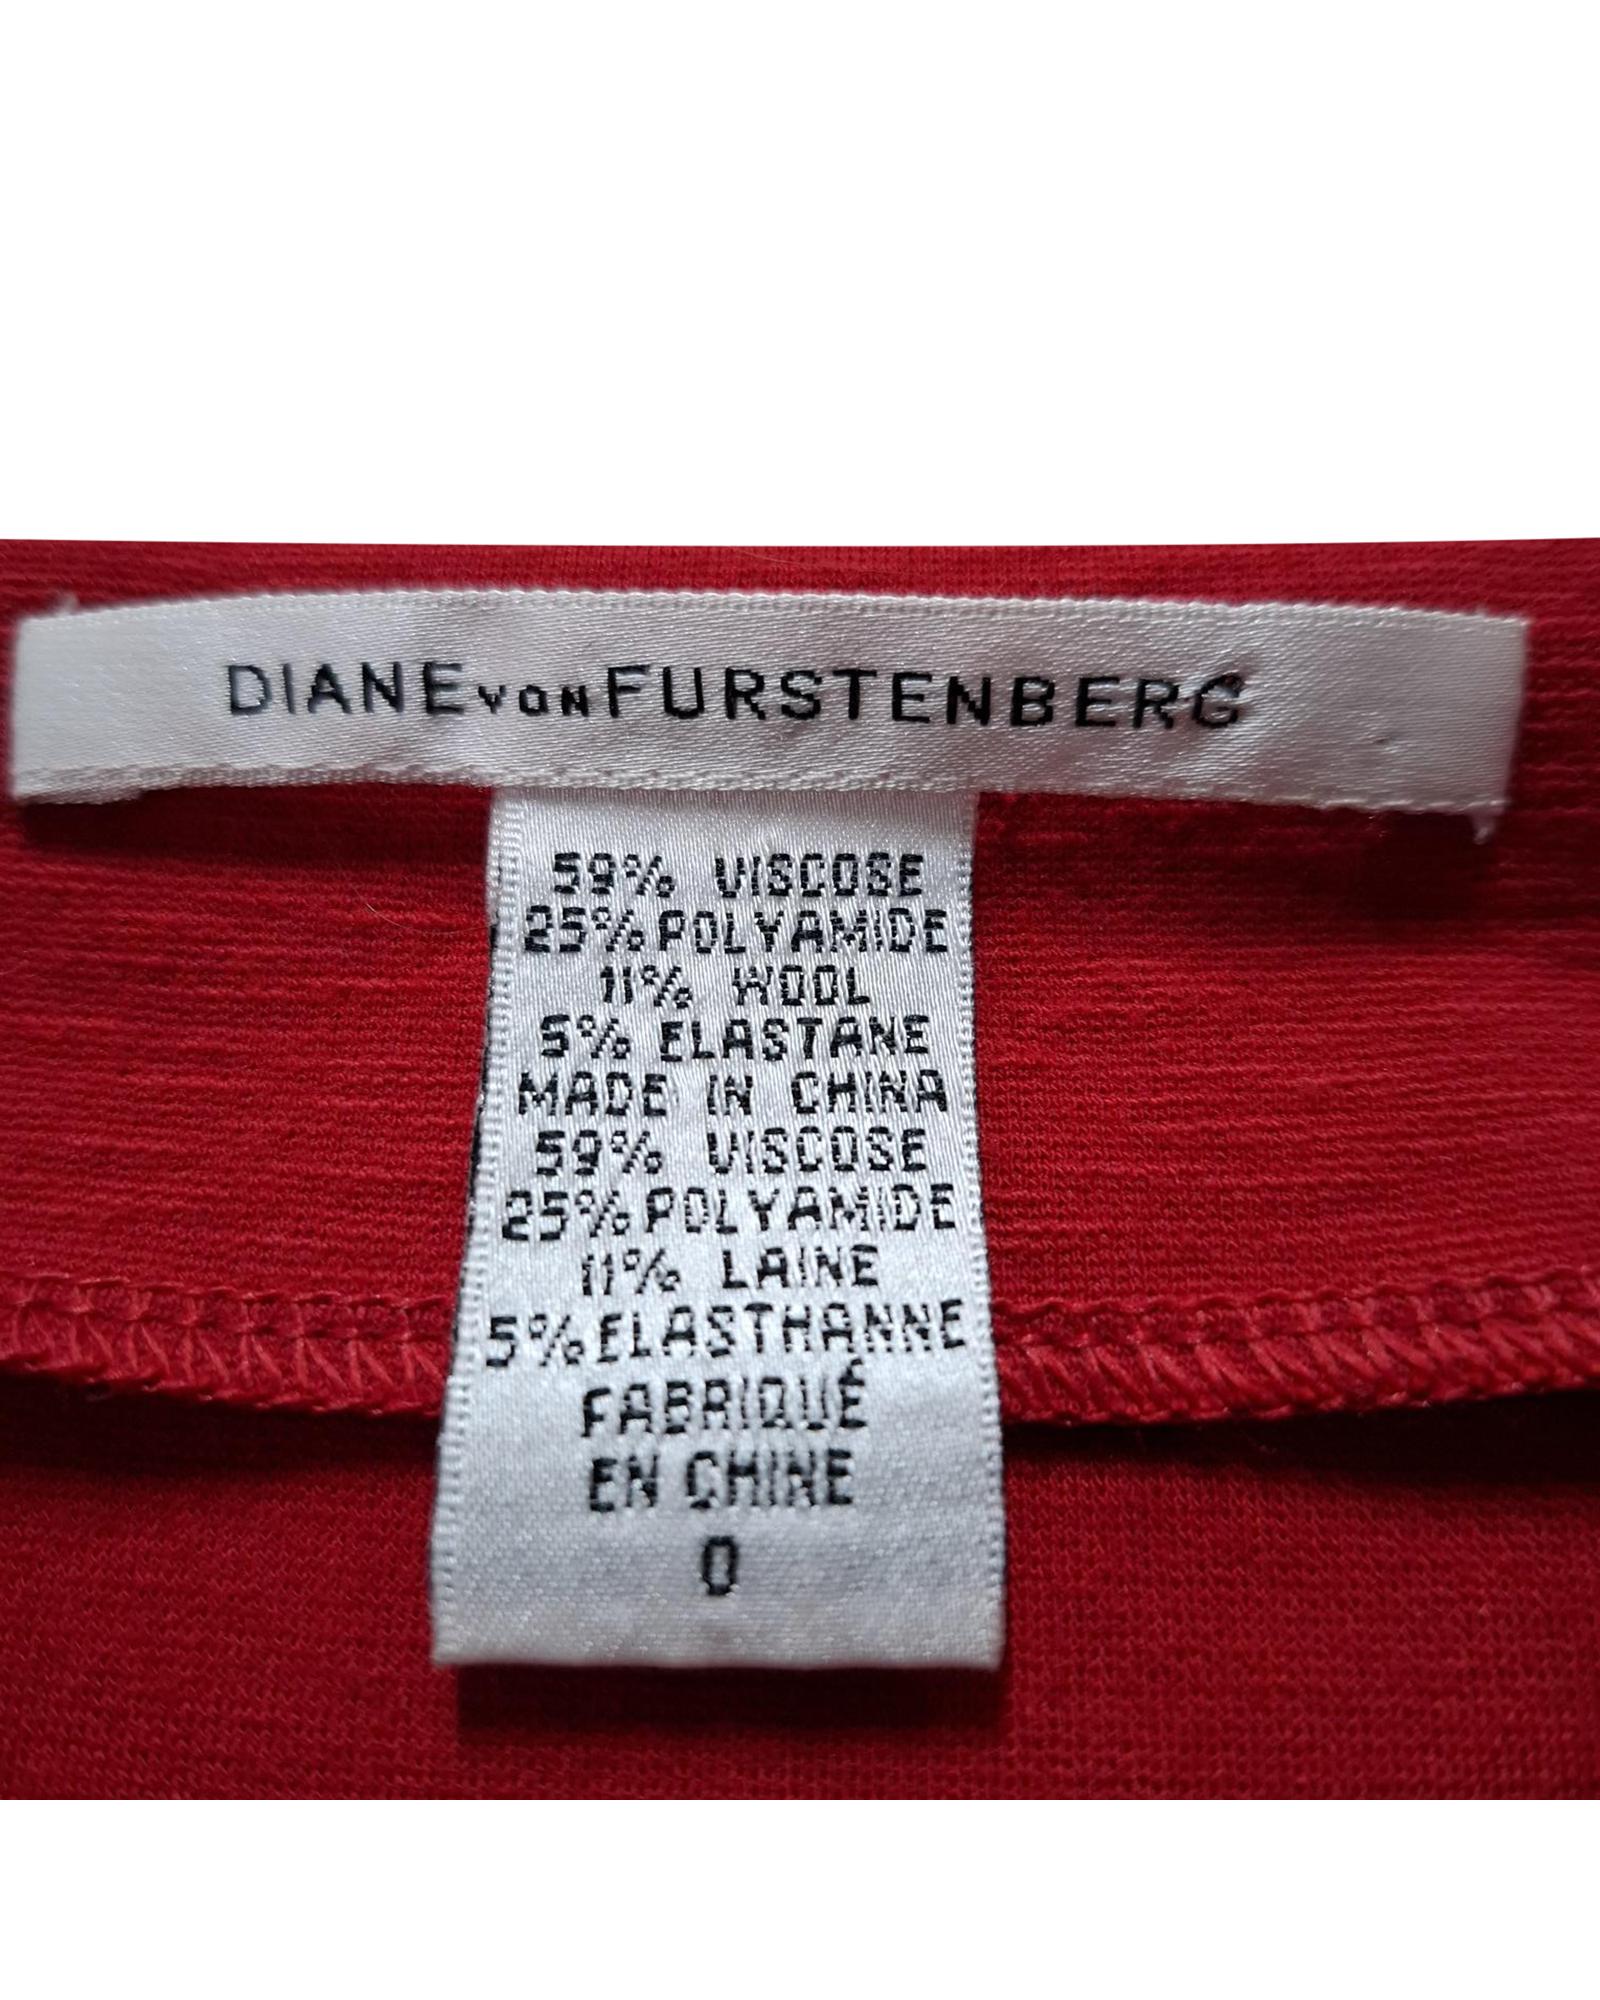 DIANE VON FURSTENBERG
59% VISCOSE
25% POLYAMIDE
11% WOOL
5% ELASTANE
MADE IN CHINA
59% VISCOSE
25% POLYAMIDE
11% LAINE
5% ELASTHANNE
FABRIQUÉ
EN CHINE
0